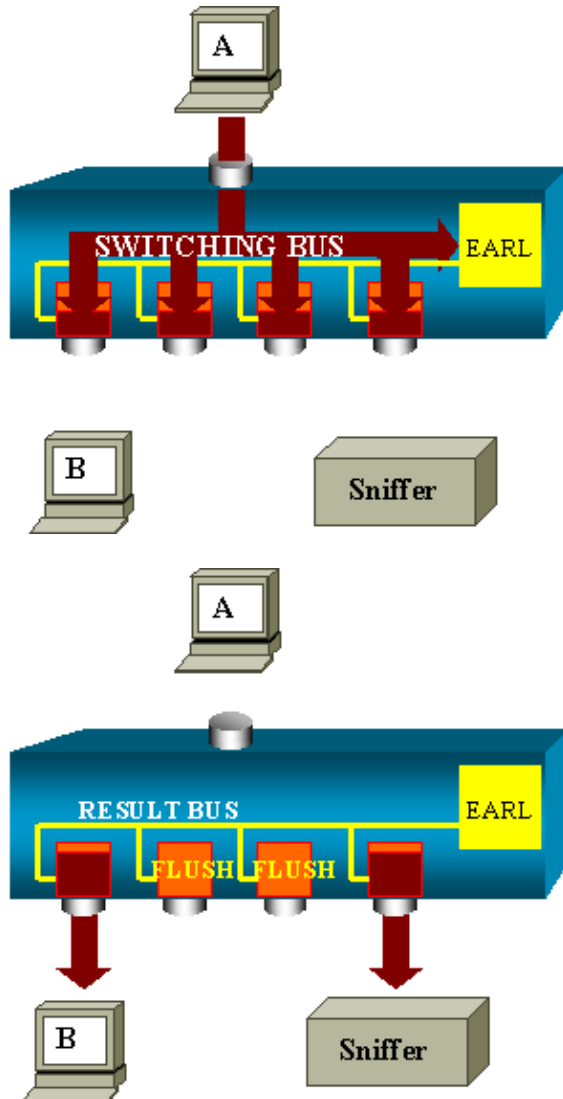 A
SWITCHING BUS
EARL
B
Sniffer
A
RESULT BUS
EARL
FLUSH FLUSH
B
Sniffer